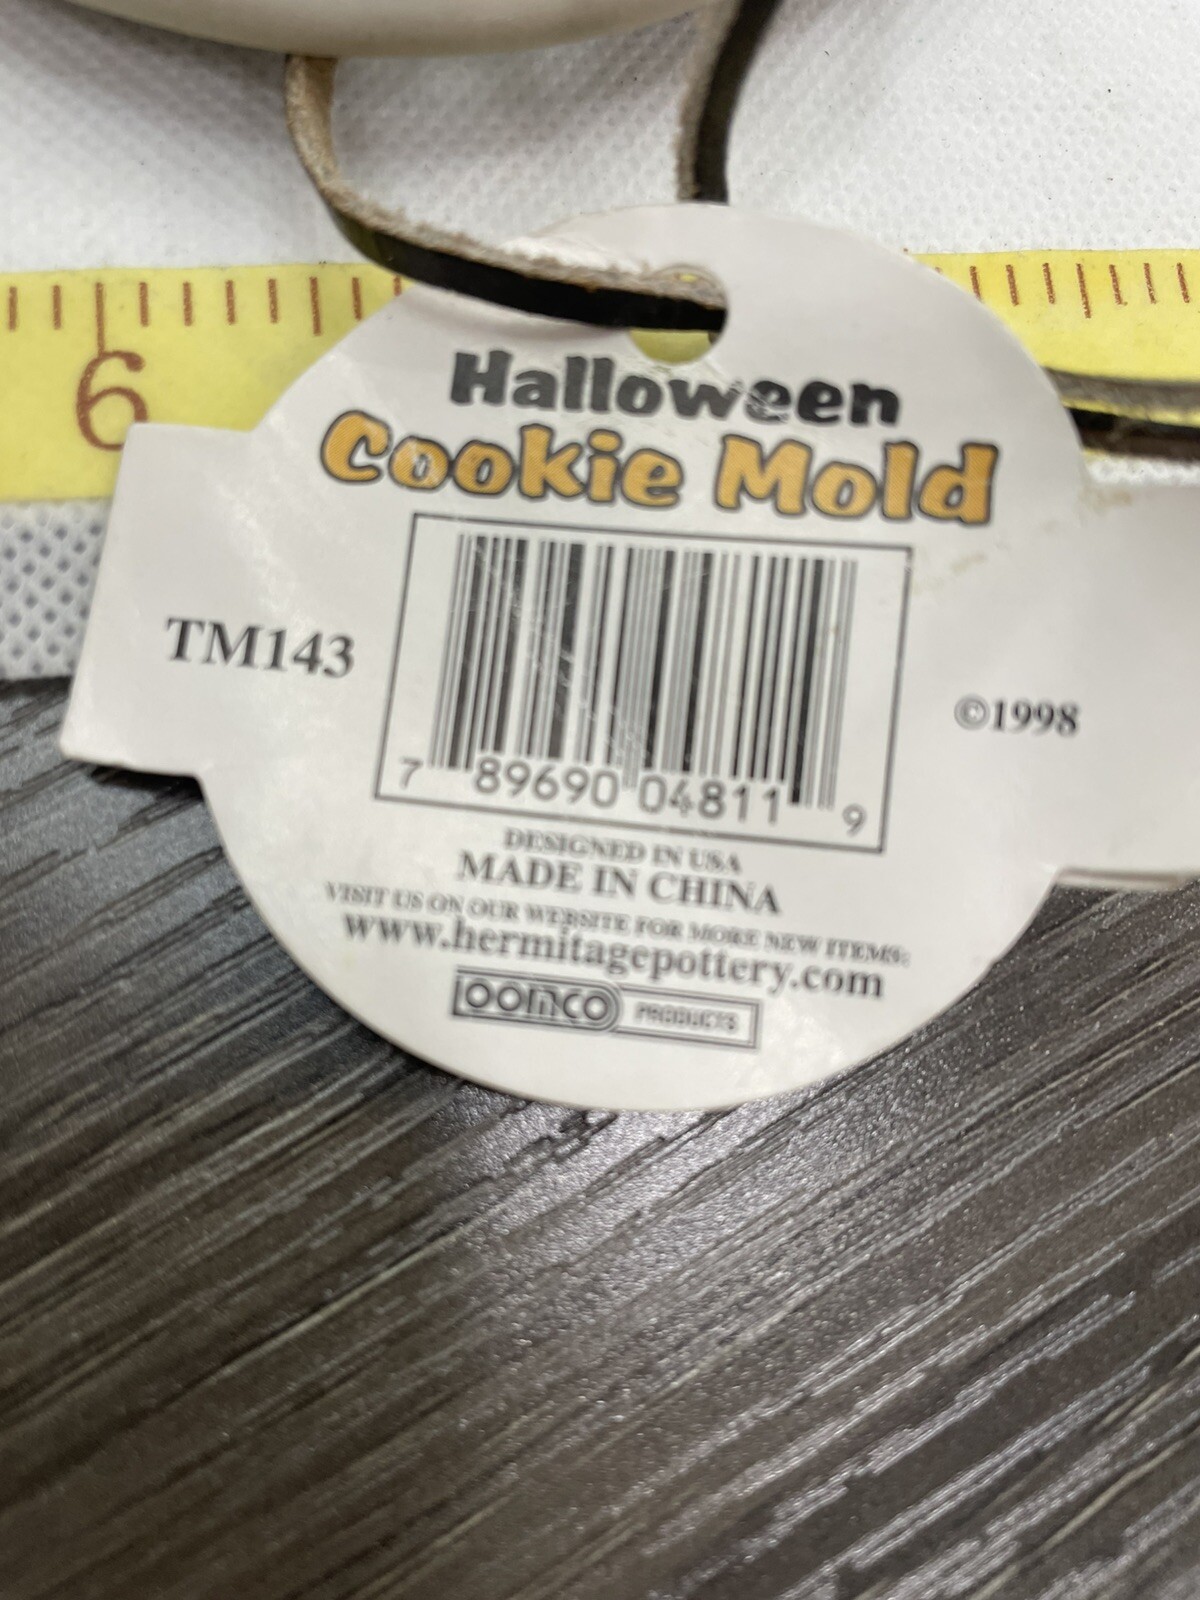 6
Halloween
Cookie Mold
TM143
7 89690 04811 9
©1998
DESIGNED IN USA
MADE IN CHINA
VISIT US ON OUR WEBSITE FOR MORE NEW ITEMS:
www.hermitagepottery.com
LOOMCO PRODUCTS